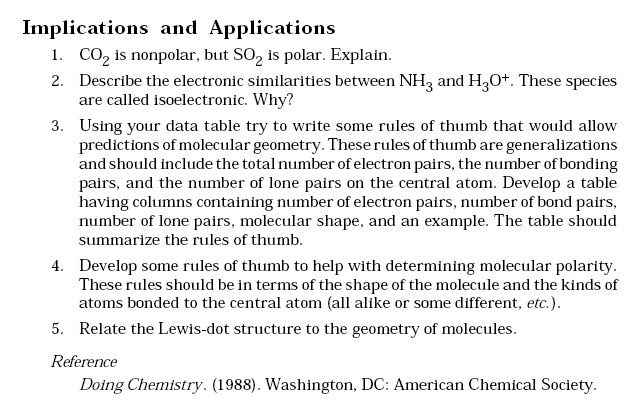 Implications and Applications
1. CO₂ is nonpolar, but SO₂ is polar. Explain.
2. Describe the electronic similarities between NH₃ and H₃O⁺. These species
are called isoelectronic. Why?
3. Using your data table try to write some rules of thumb that would allow
predictions of molecular geometry. These rules of thumb are generalizations
and should include the total number of electron pairs, the number of bonding
pairs, and the number of lone pairs on the central atom. Develop a table
having columns containing number of electron pairs, number of bond pairs,
number of lone pairs, molecular shape, and an example. The table should
summarize the rules of thumb.
4. Develop some rules of thumb to help with determining molecular polarity.
These rules should be in terms of the shape of the molecule and the kinds of
atoms bonded to the central atom (all alike or some different, etc.).
5. Relate the Lewis-dot structure to the geometry of molecules.
Reference
Doing Chemistry. (1988). Washington, DC: American Chemical Society.